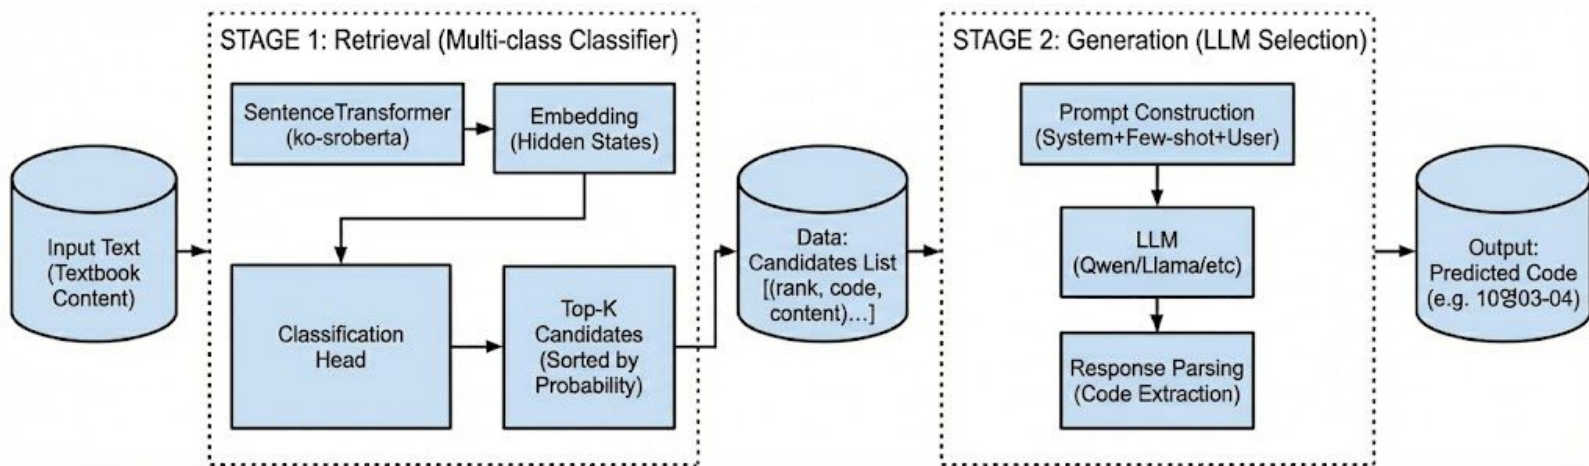 STAGE 1: Retrieval (Multi-class Classifier)
SentenceTransformer
(ko-sroberta)
Embedding
(Hidden States)
Input Text
(Textbook
Content)
Classification
Head
Top-K
Candidates
(Sorted by
Probability)
Data:
Candidates List
[(rank, code,
content)...]
STAGE 2: Generation (LLM Selection)
Prompt Construction
(System+Few-shot+User)
LLM
(Qwen/Llama/etc)
Response Parsing
(Code Extraction)
Output:
Predicted Code
(e.g. 10영03-04)